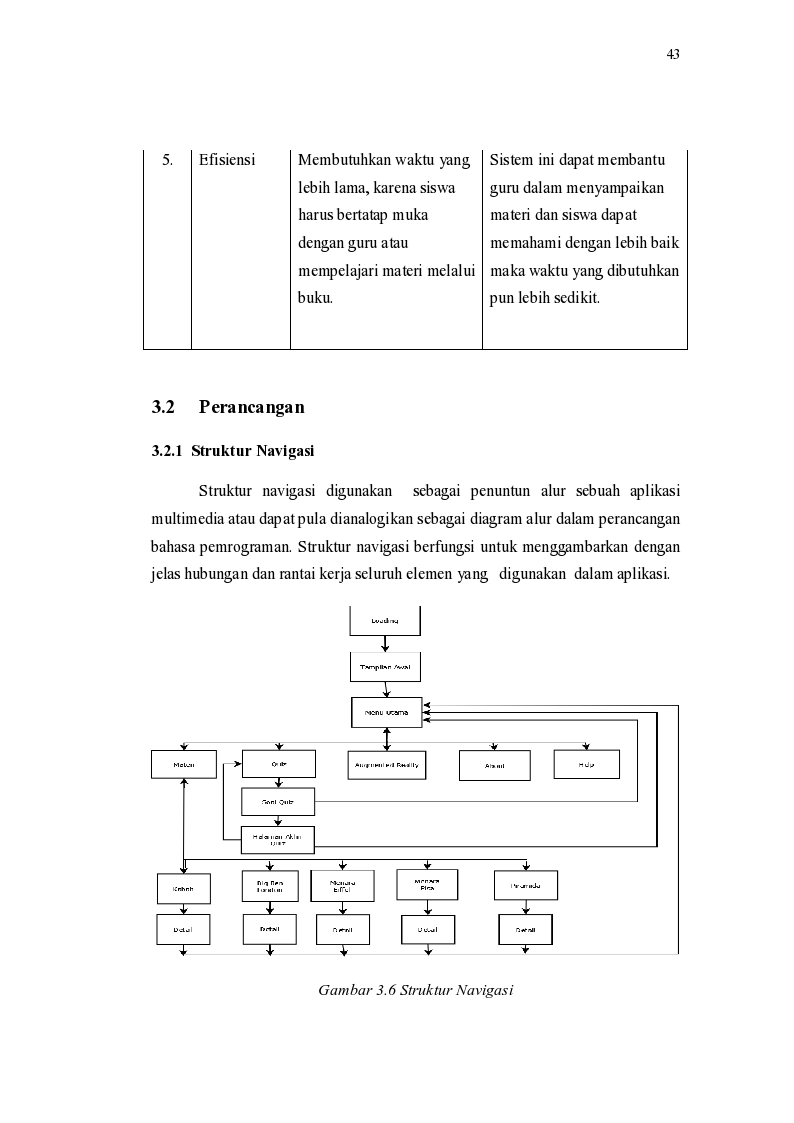 43
5. Efisiensi Membutuhkan waktu yang Sistem ini dapat membantu
lebih lama, karena siswa guru dalam menyampaikan
harus bertatap muka materi dan siswa dapat
dengan guru atau memahami dengan lebih baik
mempelajari materi melalui maka waktu yang dibutuhkan
buku. pun lebih sedikit.
3.2 Perancangan
3.2.1 Struktur Navigasi
Struktur navigasi digunakan sebagai penuntun alur sebuah aplikasi
multimedia atau dapat pula dianalogikan sebagai diagram alur dalam perancangan
bahasa pemrograman. Struktur navigasi berfungsi untuk menggambarkan dengan
jelas hubungan dan rantai kerja seluruh elemen yang digunakan dalam aplikasi.
Loading
Tampilan Awal
Menu Utama
Materi Quiz Augmented Reality About Help
Soal Quiz
Halaman Akhir
Quiz
Big Ben Menara Menara Piramida
London Eiffel Pisa
Detail Detail Detail Detail Detail
Gambar 3.6 Struktur Navigasi